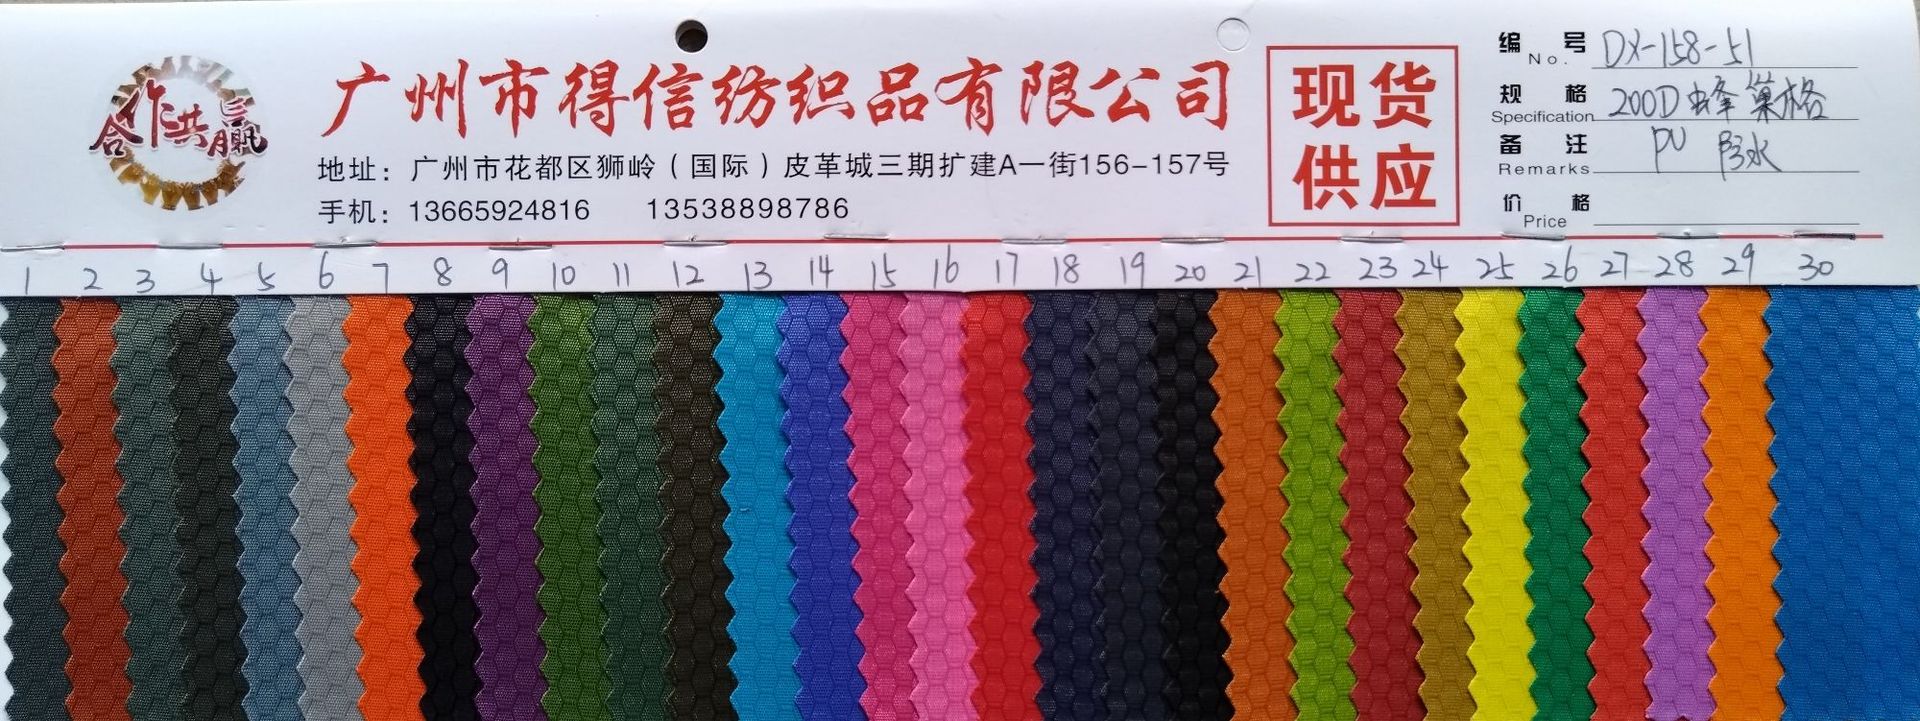 合作共赢
广州市得信纺织品有限公司
地址：广州市花都区狮岭（国际）皮革城三期扩建A一街156-157号
手机：13665924816 13538898786
现货
供应
编号 No. DX-158-51
规格 Specification 200D 蜂巢格
备注 Remarks PU 防水
价格 Price
1 2 3 4 5 6 7 8 9 10 11 12 13 14 15 16 17 18 19 20 21 22 23 24 25 26 27 28 29 30